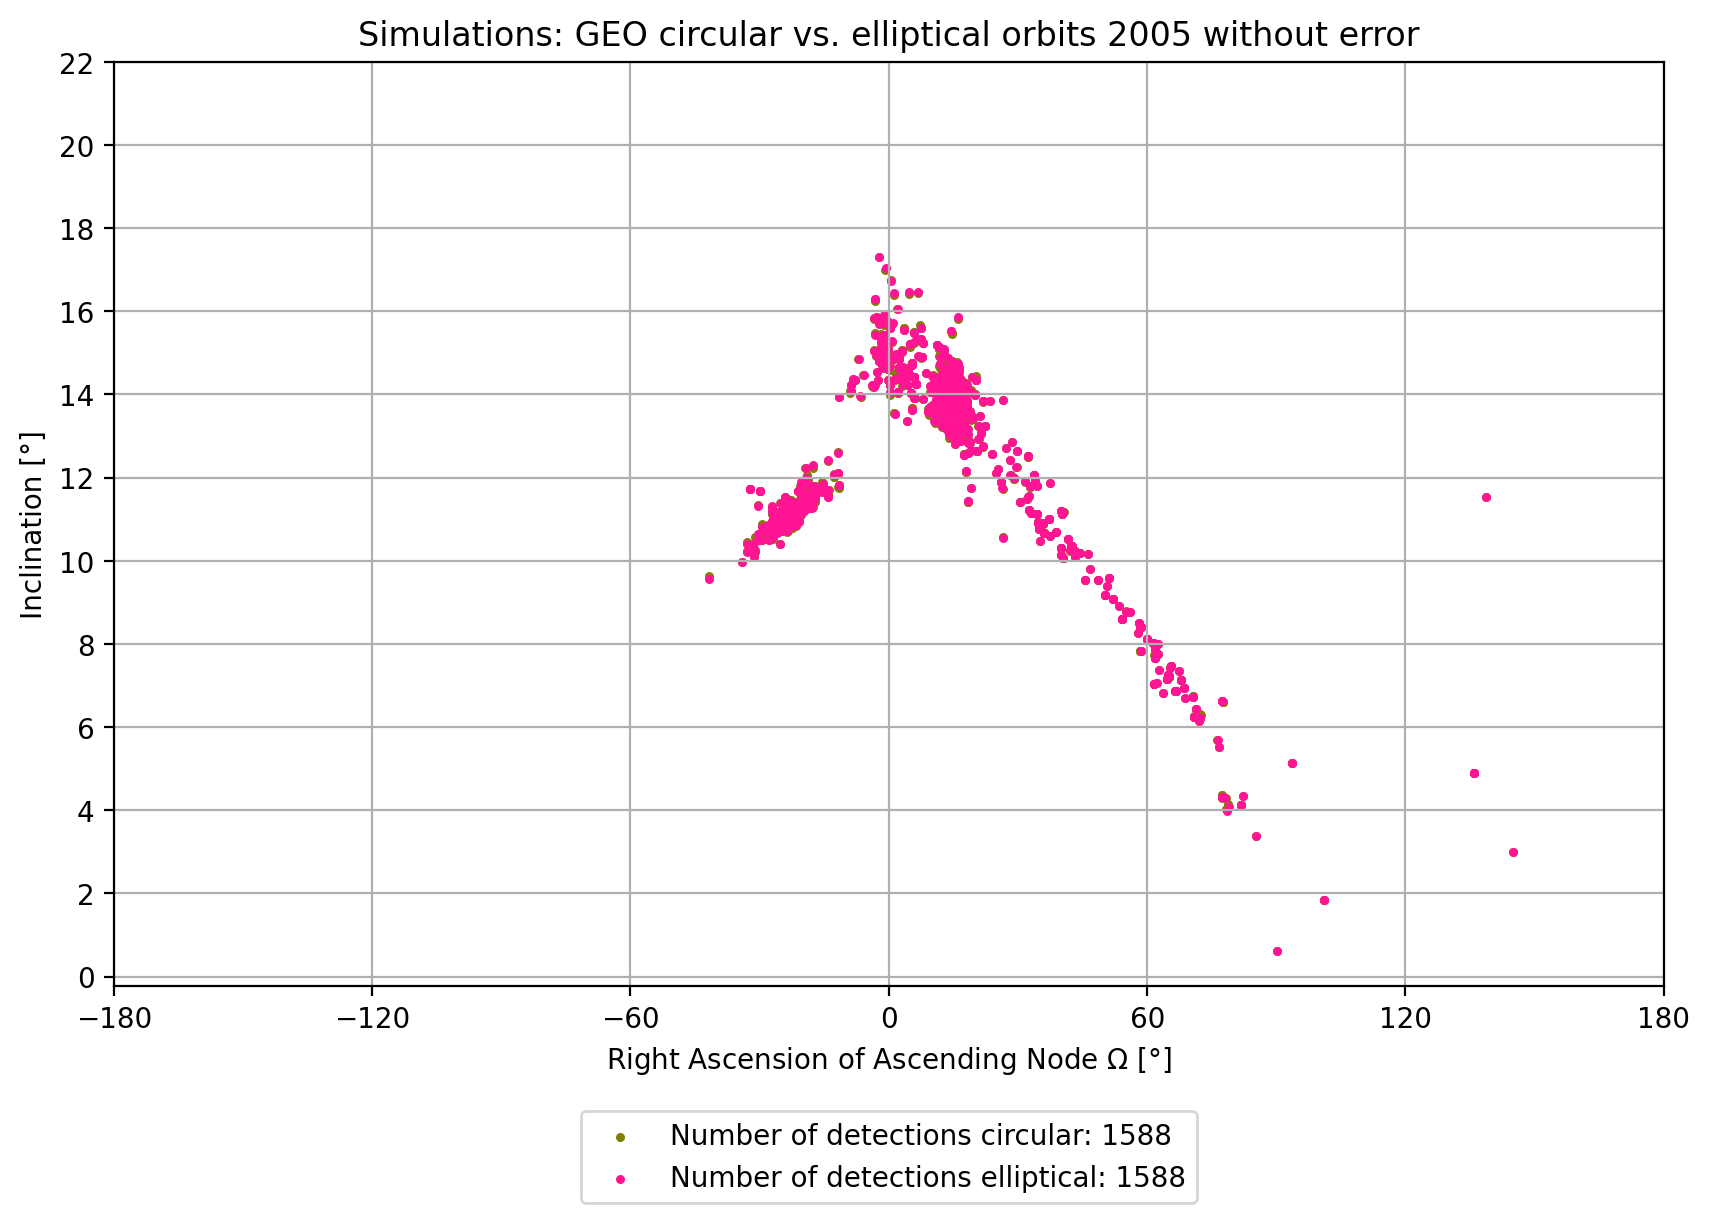 Simulations: GEO circular vs. elliptical orbits 2005 without error
22
20
18
16
14
12
10
8
6
4
2
0
Inclination [°]
−180 −120 −60 0 60 120 180
Right Ascension of Ascending Node Ω [°]
Number of detections circular: 1588
Number of detections elliptical: 1588